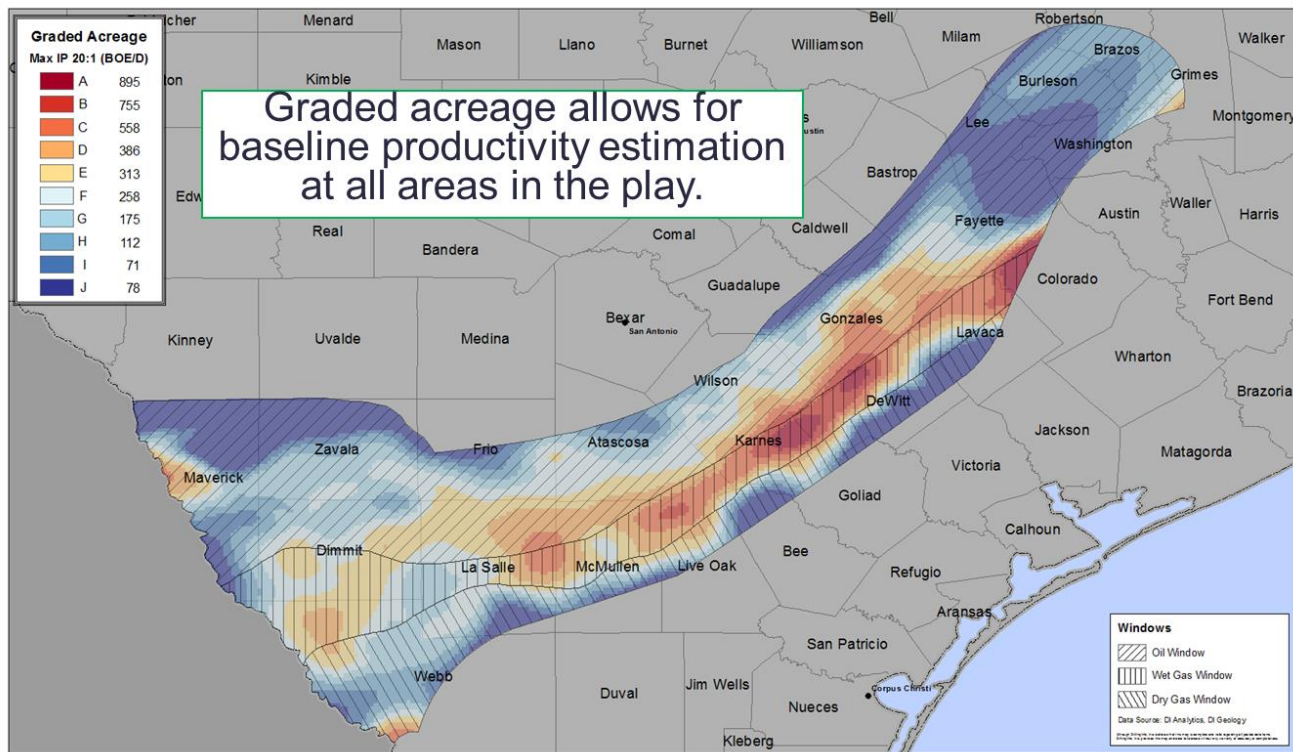 Menard
Mason
Llano
Burnet
Williamson
Bell
Milam
Robertson
Brazos
Walker
Grimes
Burleson
Montgomery
Kimble
Lee
Washington
Graded Acreage
Max IP 20:1 (BOE/D)
A 895
B 755
C 558
D 386
E 313
F 258
G 175
H 112
I 71
J 78
Graded acreage allows for
baseline productivity estimation
at all areas in the play.
Bastrop
Waller
Harris
Austin
Real
Bandera
Comal
Caldwell
Fayette
Guadalupe
Colorado
Fort Bend
Kinney
Uvalde
Medina
Bexar
San Antonio
Gonzales
Lavaca
Wharton
Brazoria
Wilson
DeWitt
Zavala
Frio
Atascosa
Karnes
Jackson
Matagorda
Maverick
Victoria
Goliad
Calhoun
Dimmit
La Salle
McMullen
Live Oak
Bee
Refugio
Aransas
San Patricio
Webb
Duval
Jim Wells
Nueces
Corpus Christi
Kleberg
Windows
Oil Window
Wet Gas Window
Dry Gas Window
Data Source: DI Analytics, DI Geology